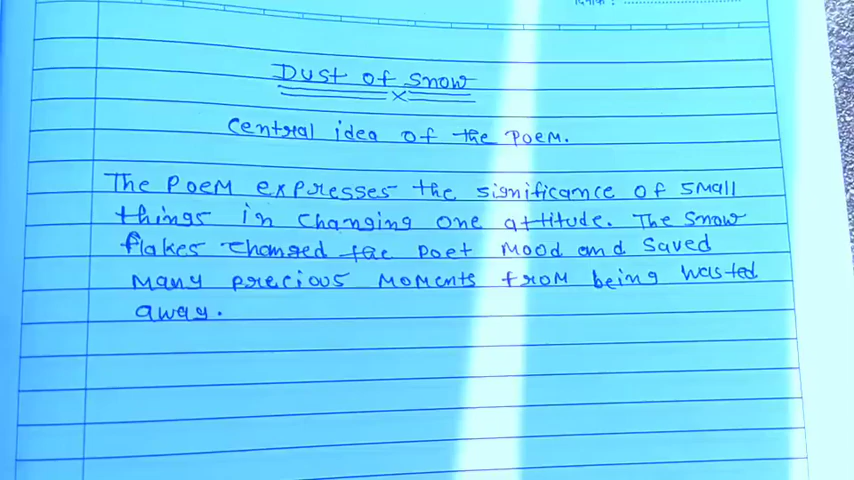 दिनांक : ........................
Dust of Snow
Central idea of the Poem.
The Poem expresses the significance of small
things in changing one attitude. The Snow
flakes changed the Poet Mood and Saved
Many precious Moments from being wasted
away.